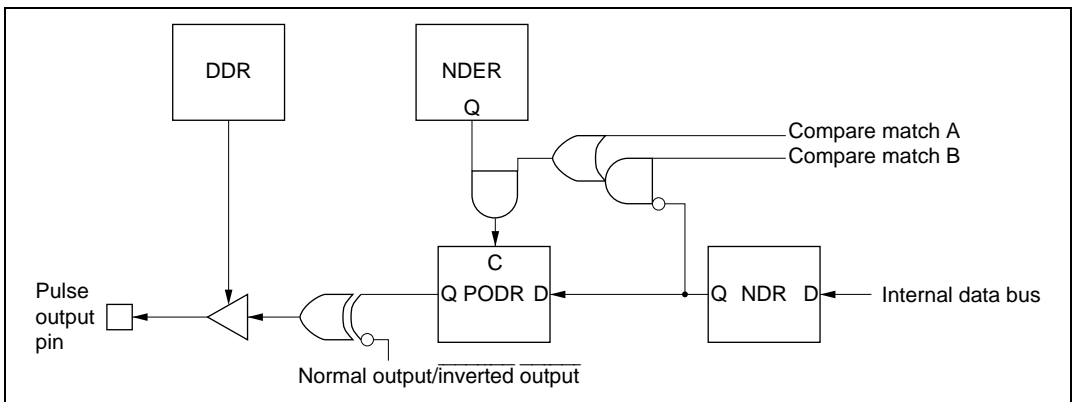 DDR
NDER
Q
Compare match A
Compare match B
C
Q PODR D
Q NDR D
Internal data bus
Pulse
output
pin
Normal output/inverted output